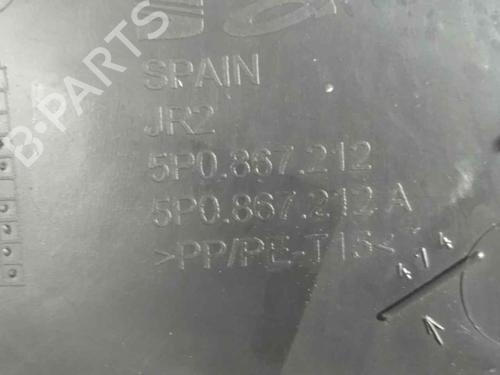 B-PARTS
SPAIN
JR2
5P0.867.212
5P0.867.212 A
>PP/PE-T15<